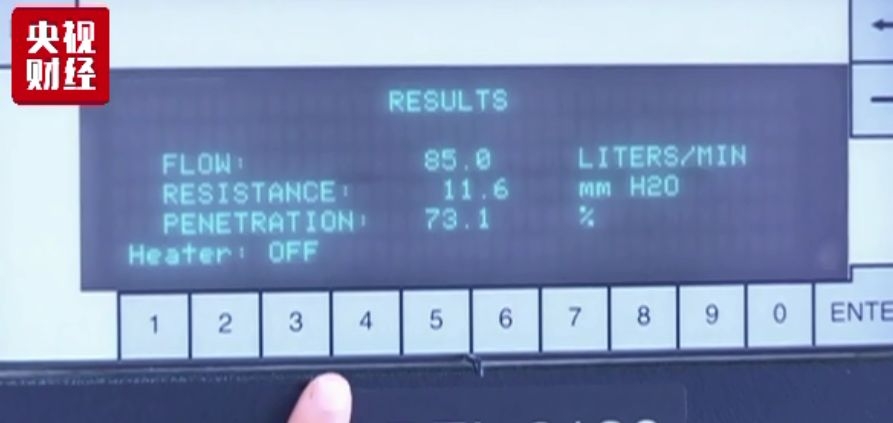 央视
财经
RESULTS
FLOW: 85.0 LITERS/MIN
RESISTANCE: 11.6 mm H2O
PENETRATION: 73.1 %
Heater: OFF
1 2 3 4 5 6 7 8 9 0 ENTE